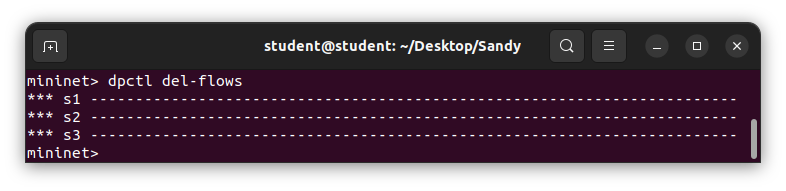 student@student: ~/Desktop/Sandy
mininet> dpctl del-flows
*** s1 ------------------------------------------------------------------------
*** s2 ------------------------------------------------------------------------
*** s3 ------------------------------------------------------------------------
mininet>